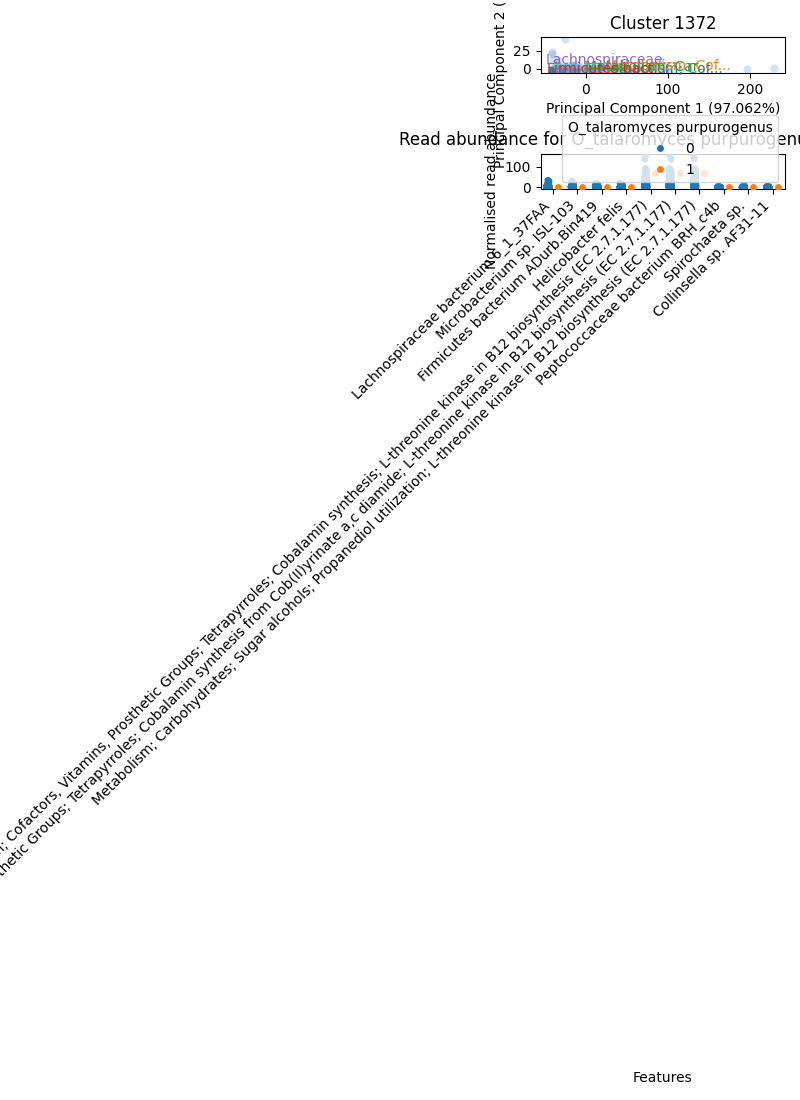 Cluster 1372
Principal Component 2 (
25
0
Lachnospiraceae
0
100
200
Principal Component 1 (97.062%)
Read abundance for O_talaromyces purpurogenu
O_talaromyces purpurogenus
0
1
Normalised read abundance
100
0
Lachnospiraceae bacterium 6_1_37FAA
Microbacterium sp. ISL-103
Firmicutes bacterium ADurb.Bin419
Helicobacter felis
; Cofactors, Vitamins, Prosthetic Groups; Tetrapyrroles; Cobalamin synthesis; L-threonine kinase in B12 biosynthesis (EC 2.7.1.177)
thetic Groups; Tetrapyrroles; Cobalamin synthesis from Cob(II)yrinate a,c diamide; L-threonine kinase in B12 biosynthesis (EC 2.7.1.177)
Metabolism; Carbohydrates; Sugar alcohols; Propanediol utilization; L-threonine kinase in B12 biosynthesis (EC 2.7.1.177)
Peptococcaceae bacterium BRH_c4b
Spirochaeta sp.
Collinsella sp. AF31-11
Features